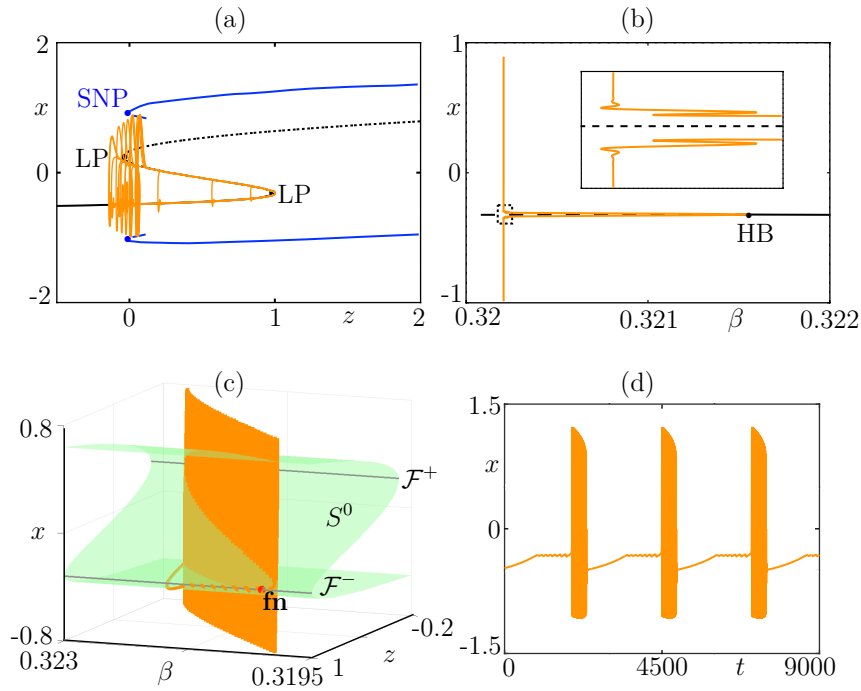 (a)
2
x
0
-2
SNP
LP
LP
0
1
z
2
(b)
1
x
0
-1
HB
0.32
0.321
β
0.322
(c)
0.8
x
-0.8
0.323
β
0.3195
1
z
-0.2
F⁺
S⁰
F⁻
fn
(d)
1.5
x
0
-1.5
0
4500
t
9000